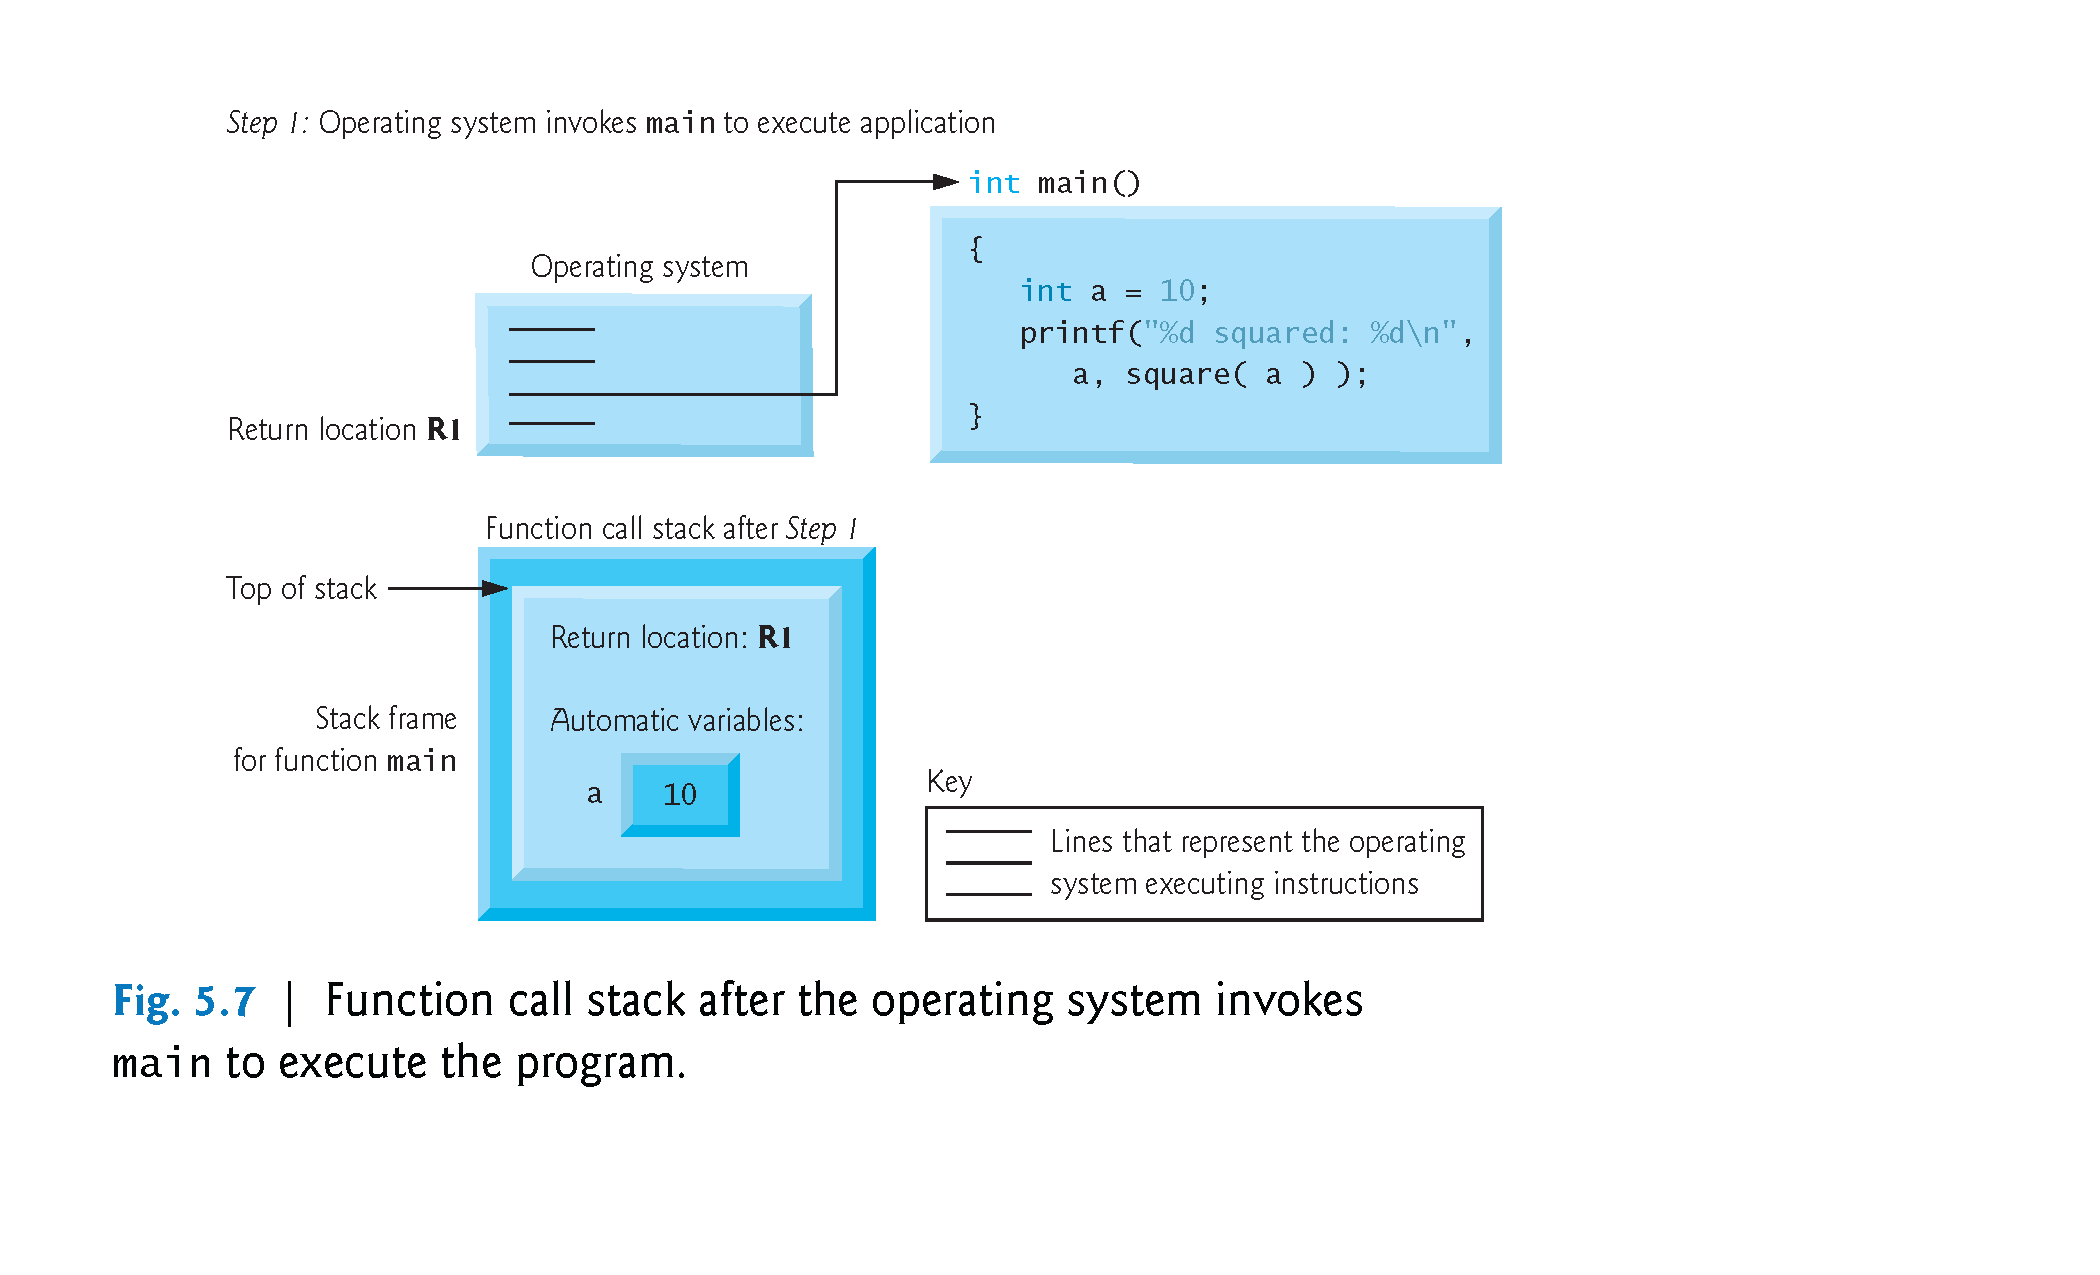 Step 1: Operating system invokes main to execute application
int main()
{
int a = 10;
printf("%d squared: %d\n",
a, square( a ) );
}
Operating system
Return location R1
Function call stack after Step 1
Top of stack
Return location: R1
Stack frame
for function main
Automatic variables:
a 10
Key
Lines that represent the operating
system executing instructions
Fig. 5.7 | Function call stack after the operating system invokes
main to execute the program.